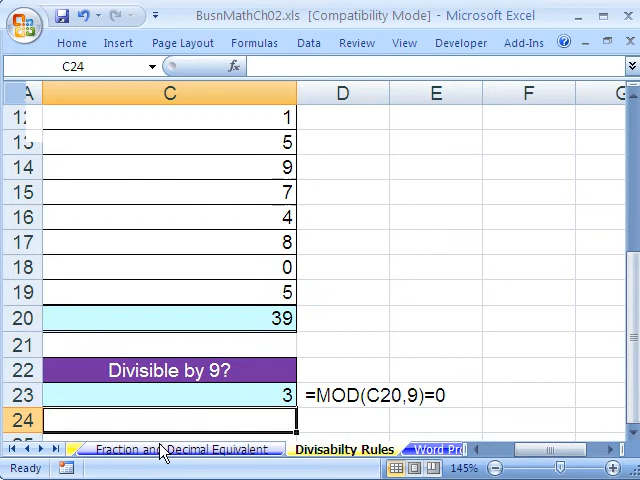 BusnMathCh02.xls [Compatibility Mode] - Microsoft Excel
Home Insert Page Layout Formulas Data Review View Developer Add-Ins
C24 fx
A C D E F G
12 1
13 5
14 9
15 7
16 4
17 8
18 0
19 5
20 39
21
22 Divisible by 9?
23 3 =MOD(C20,9)=0
24
Fraction and Decimal Equivalent Divisabilty Rules Word Pro
Ready 145%